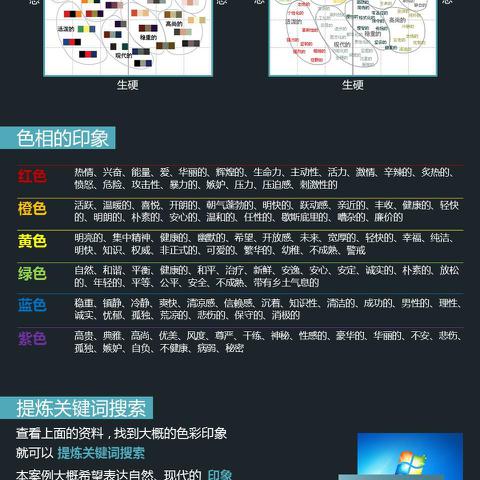 活泼的
高尚的
稳重的
现代的
活泼的
高尚的
稳重的
现代的
生硬
生硬
色相的印象
红色
热情、兴奋、能量、爱、华丽的、辉煌的、生命力、主动性、活力、激情、辛辣的、炙热的、
愤怒、危险、攻击性、暴力的、嫉妒、压力、压迫感、刺激性的
橙色
活跃、温暖的、喜悦、开朗的、朝气蓬勃的、明快的、跃动感、亲近的、丰收、健康的、轻快
的、明朗的、朴素的、安心的、温和的、任性的、歇斯底里的、嘈杂的、廉价的
黄色
明亮的、集中精神、健康的、幽默的、希望、开放感、未来、宽厚的、轻快的、幸福、纯洁、
明快、知识、权威、非正式的、可爱的、繁华的、幼稚、不成熟、警戒
绿色
自然、和谐、平衡、健康的、和平、治疗、新鲜、安逸、安心、安定、诚实的、朴素的、放松
的、年轻的、平等、公平、安全、不成熟、带有乡土气息的
蓝色
稳重、镇静、冷静、爽快、清凉感、信赖感、沉着、知识性、清洁的、成功的、男性的、理性、
诚实、忧郁、孤独、荒凉的、悲伤的、保守的、消极的
紫色
高贵、典雅、高尚、优美、风度、尊严、干练、神秘、性感的、豪华的、华丽的、不安、悲伤、
孤独、嫉妒、自负、不健康、病弱、秘密
提炼关键词搜索
查看上面的资料，找到大概的色彩印象
就可以 提炼关键词搜索
本案例大概希望表达自然、现代的 印象